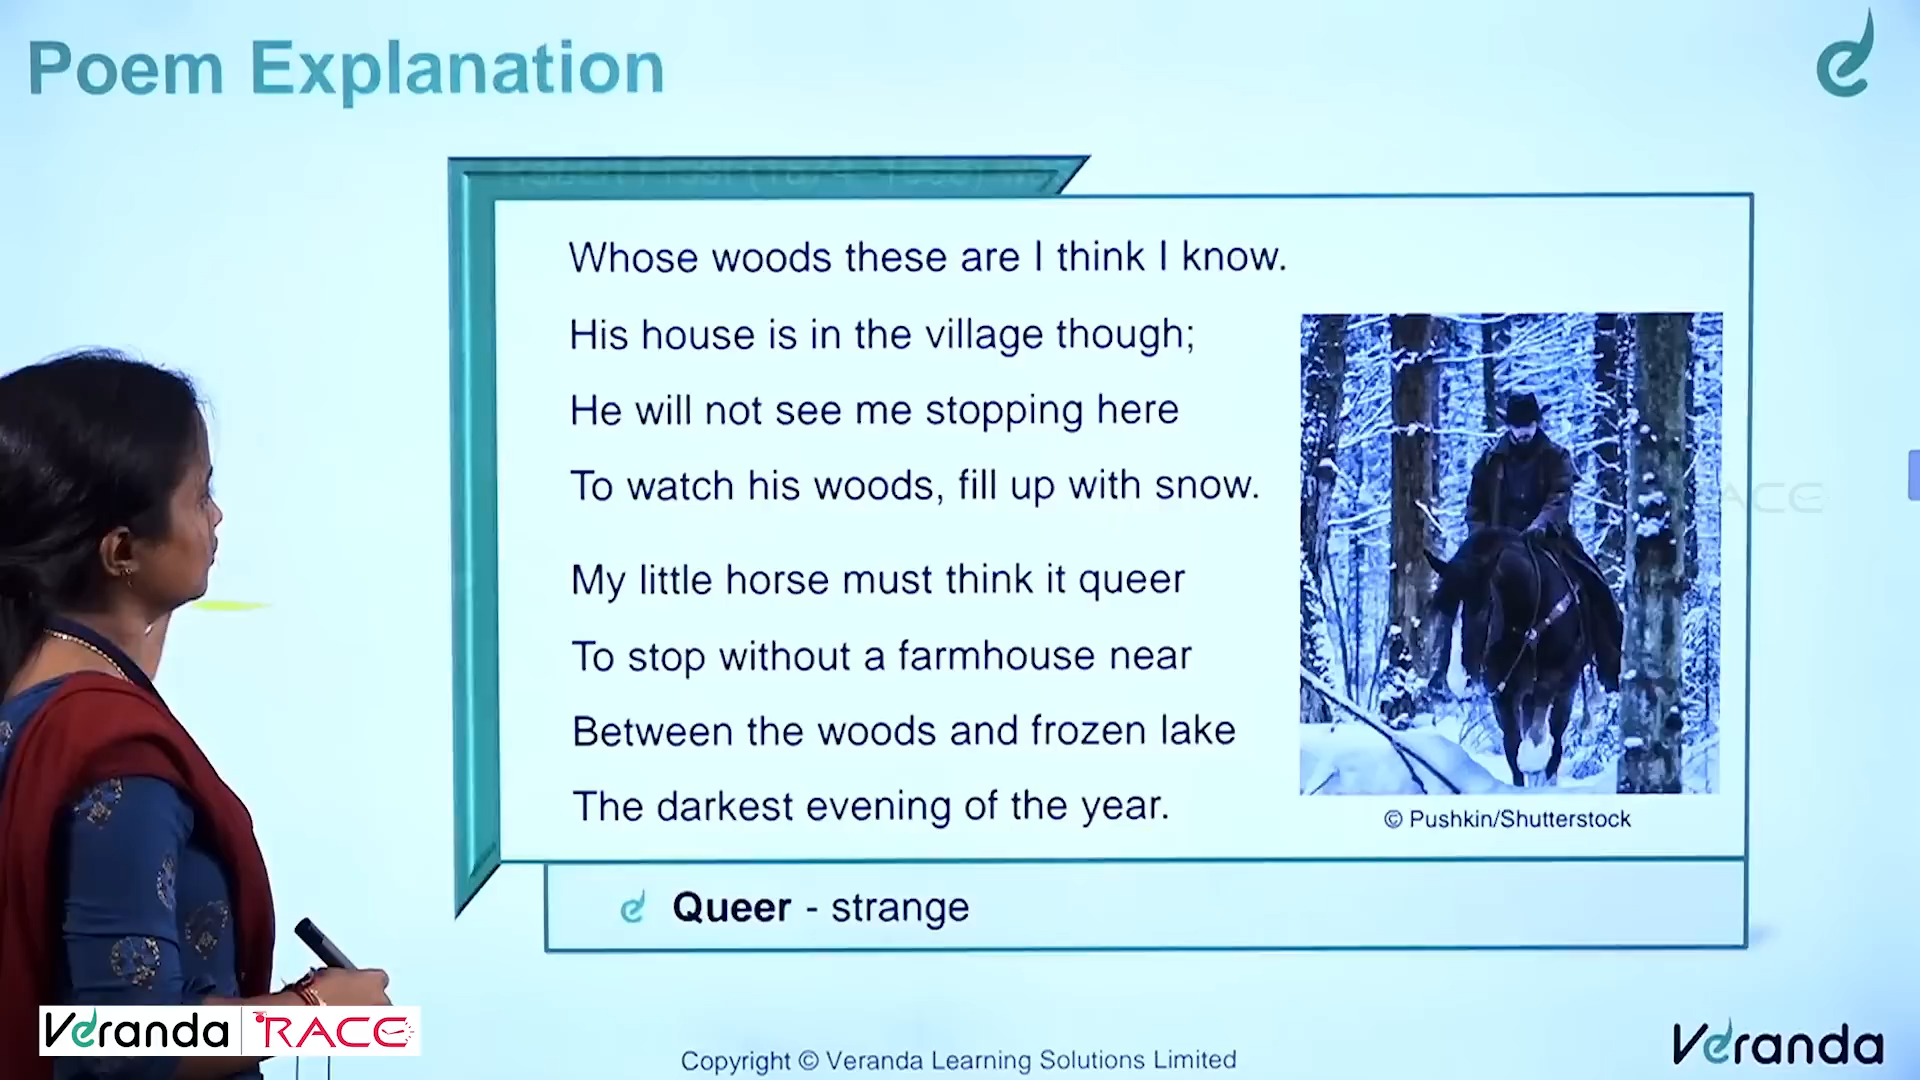 Poem Explanation
Whose woods these are I think I know.
His house is in the village though;
He will not see me stopping here
To watch his woods, fill up with snow.
My little horse must think it queer
To stop without a farmhouse near
Between the woods and frozen lake
The darkest evening of the year.
© Pushkin/Shutterstock
Queer - strange
RACE
Veranda RACE
Copyright © Veranda Learning Solutions Limited
Veranda